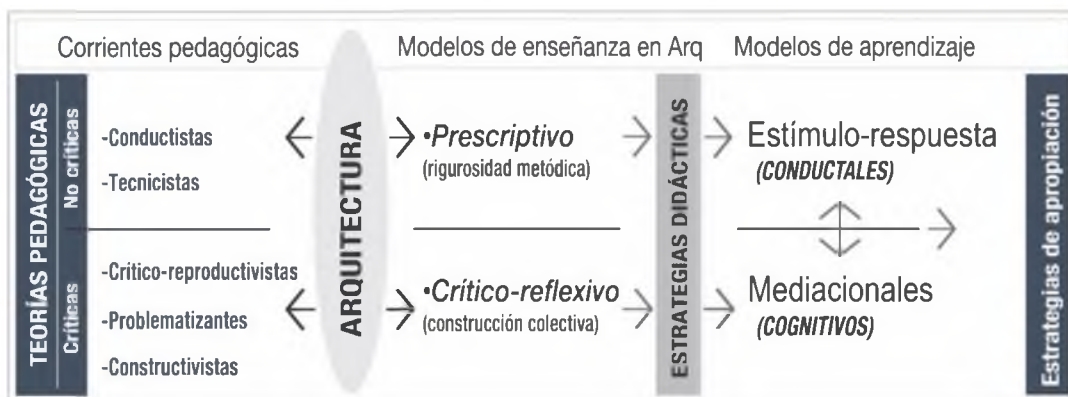 Corrientes pedagógicas
Modelos de enseñanza en Arq
Modelos de aprendizaje
TEORÍAS PEDAGÓGICAS
No críticas
Críticas
-Conductistas
-Tecnicistas
-Crítico-reproductivistas
-Problematizantes
-Constructivistas
ARQUITECTURA
•Prescriptivo
(rigurosidad metódica)
•Crítico-reflexivo
(construcción colectiva)
ESTRATEGIAS DIDÁCTICAS
Estímulo-respuesta
(CONDUCTALES)
Mediacionales
(COGNITIVOS)
Estrategias de apropiación